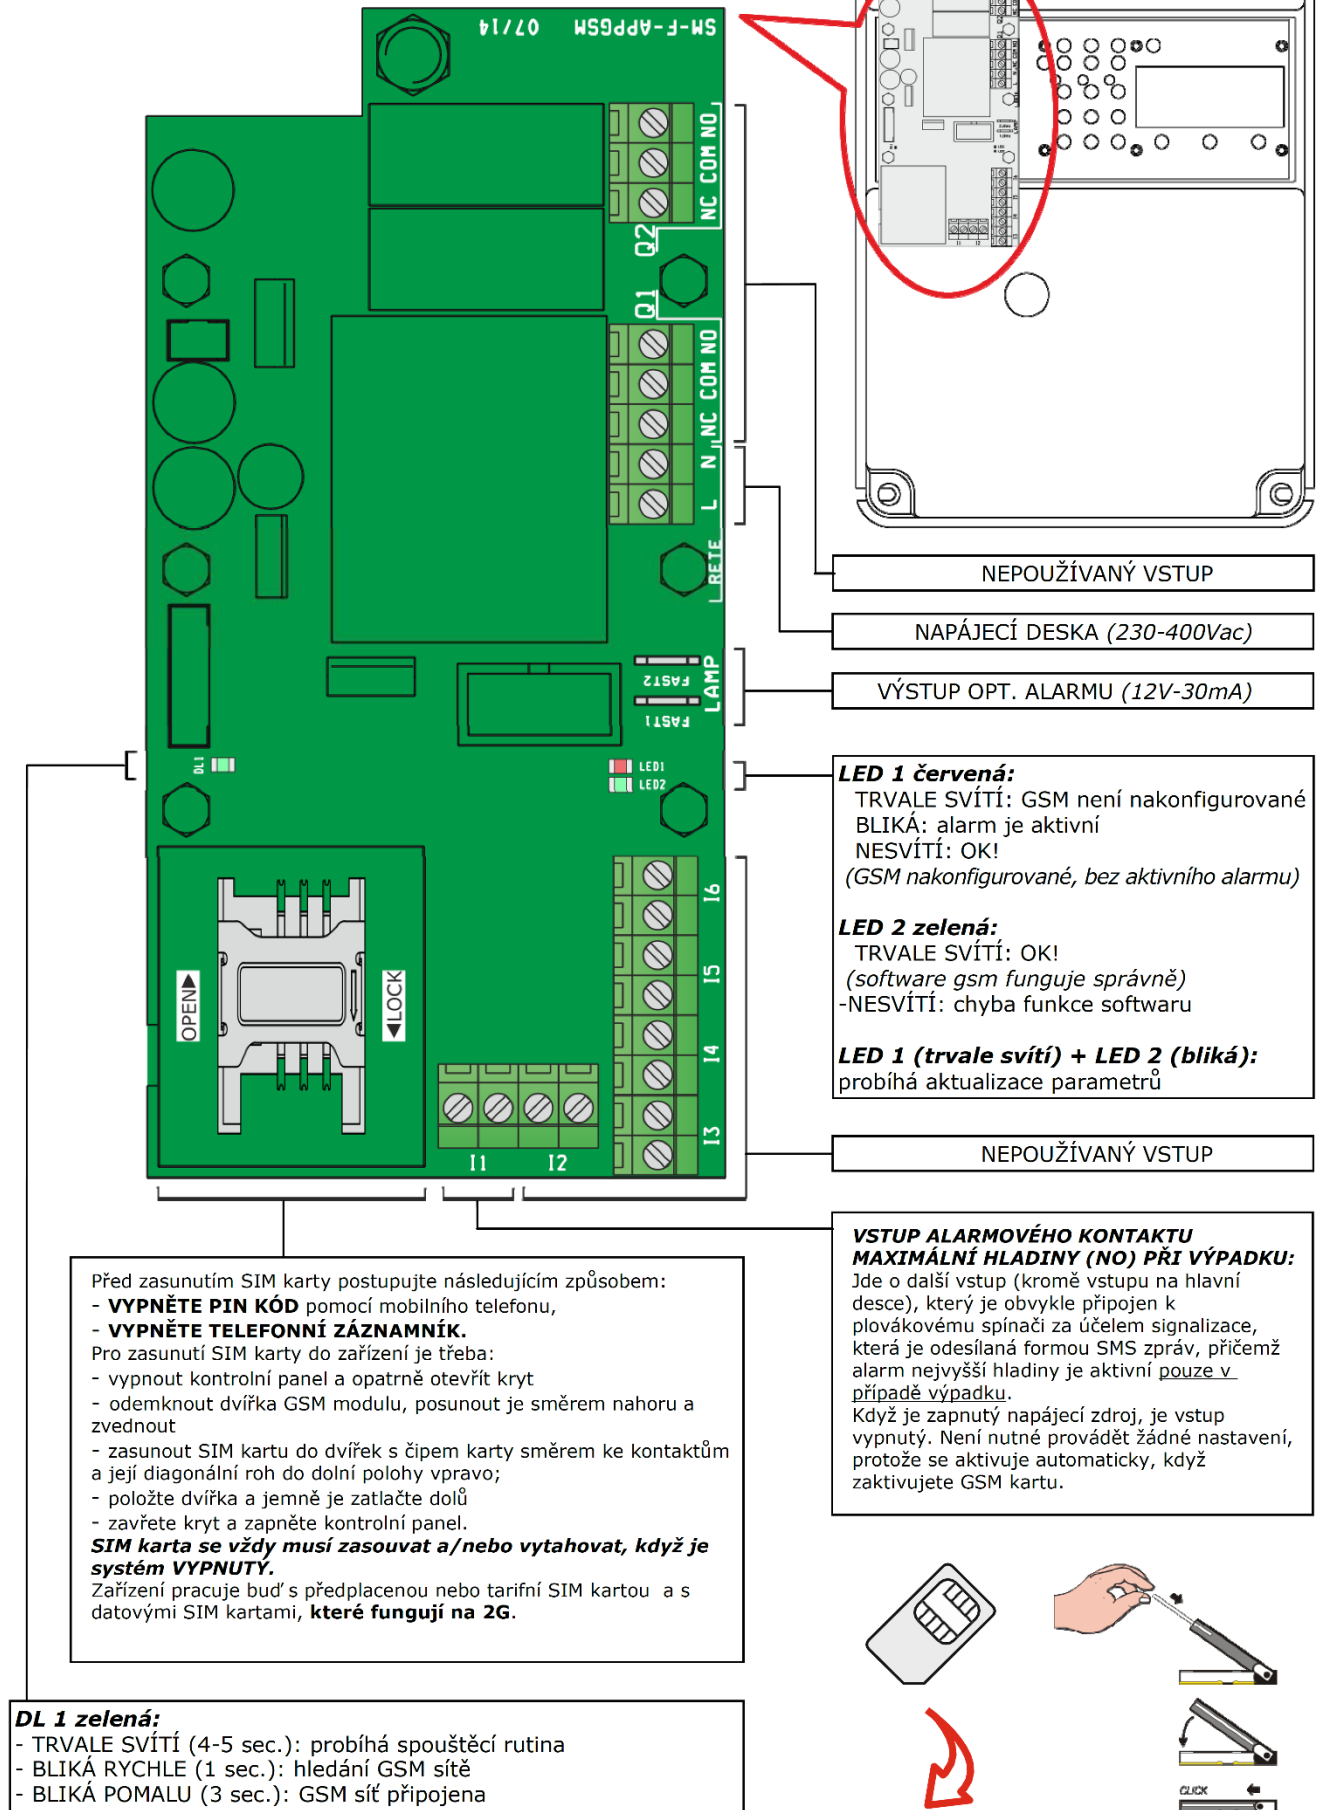 SM-F-APPGSM 07/14
NC COM NO
Q2
Q1
NC COM NO
L N
RETE
LAMP
FAST2
FAST1
DL1
LED1
LED2
OPEN▶
◀LOCK
I6
I5
I4
I3
I1 I2
NEPOUŽÍVANÝ VSTUP
NAPÁJECÍ DESKA (230-400Vac)
VÝSTUP OPT. ALARMU (12V-30mA)
LED 1 červená:
TRVALE SVÍTÍ: GSM není nakonfigurované
BLIKÁ: alarm je aktivní
NESVÍTÍ: OK!
(GSM nakonfigurované, bez aktivního alarmu)
LED 2 zelená:
TRVALE SVÍTÍ: OK!
(software gsm funguje správně)
-NESVÍTÍ: chyba funkce softwaru
LED 1 (trvale svítí) + LED 2 (bliká):
probíhá aktualizace parametrů
NEPOUŽÍVANÝ VSTUP
VSTUP ALARMOVÉHO KONTAKTU
MAXIMÁLNÍ HLADINY (NO) PŘI VÝPADKU:
Jde o další vstup (kromě vstupu na hlavní
desce), který je obvykle připojen k
plovákovému spínači za účelem signalizace,
která je odesílaná formou SMS zpráv, přičemž
alarm nejvyšší hladiny je aktivní pouze v
případě výpadku.
Když je zapnutý napájecí zdroj, je vstup
vypnutý. Není nutné provádět žádné nastavení,
protože se aktivuje automaticky, když
zaktivujete GSM kartu.
Před zasunutím SIM karty postupujte následujícím způsobem:
- VYPNĚTE PIN KÓD pomocí mobilního telefonu,
- VYPNĚTE TELEFONNÍ ZÁZNAMNÍK.
Pro zasunutí SIM karty do zařízení je třeba:
- vypnout kontrolní panel a opatrně otevřít kryt
- odemknout dvířka GSM modulu, posunout je směrem nahoru a
zvednout
- zasunout SIM kartu do dvířek s čipem karty směrem ke kontaktům
a její diagonální roh do dolní polohy vpravo;
- položte dvířka a jemně je zatlačte dolů
- zavřete kryt a zapněte kontrolní panel.
SIM karta se vždy musí zasouvat a/nebo vytahovat, když je
systém VYPNUTÝ.
Zařízení pracuje buď s předplacenou nebo tarifní SIM kartou a s
datovými SIM kartami, které fungují na 2G.
DL 1 zelená:
- TRVALE SVÍTÍ (4-5 sec.): probíhá spouštěcí rutina
- BLIKÁ RYCHLE (1 sec.): hledání GSM sítě
- BLIKÁ POMALU (3 sec.): GSM síť připojena
CLICK